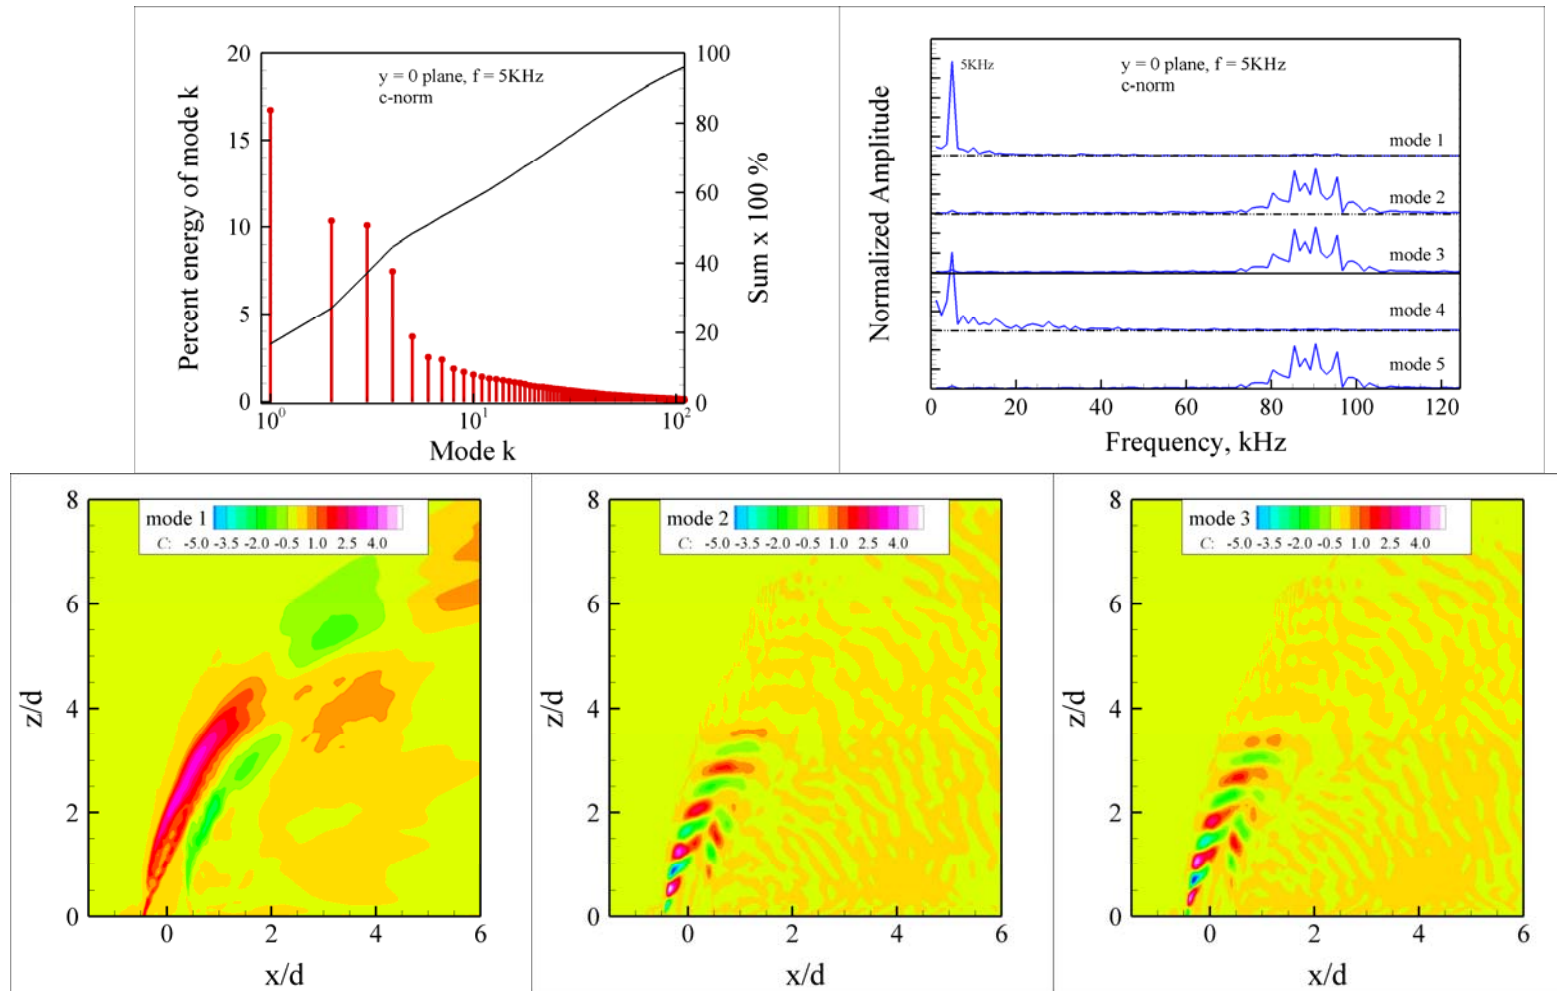 20
15
10
5
0
Percent energy of mode k
y = 0 plane, f = 5KHz
c-norm
100
80
60
40
20
0
Sum x 100 %
10^0
10^1
10^2
Mode k
Normalized Amplitude
5KHz
y = 0 plane, f = 5KHz
c-norm
mode 1
mode 2
mode 3
mode 4
mode 5
0 20 40 60 80 100 120
Frequency, kHz
mode 1
C: -5.0 -3.5 -2.0 -0.5 1.0 2.5 4.0
8
6
4
2
0
z/d
0 2 4 6
x/d
mode 2
C: -5.0 -3.5 -2.0 -0.5 1.0 2.5 4.0
8
6
4
2
0
z/d
0 2 4 6
x/d
mode 3
C: -5.0 -3.5 -2.0 -0.5 1.0 2.5 4.0
8
6
4
2
0
z/d
0 2 4 6
x/d